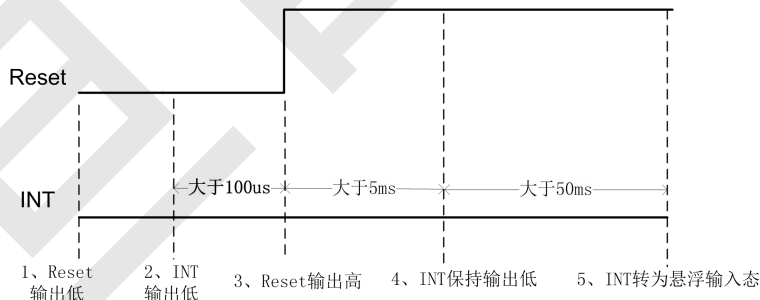 Reset
INT
大于100us
大于5ms
大于50ms
1、Reset
输出低
2、INT
输出低
3、Reset输出高
4、INT保持输出低
5、INT转为悬浮输入态